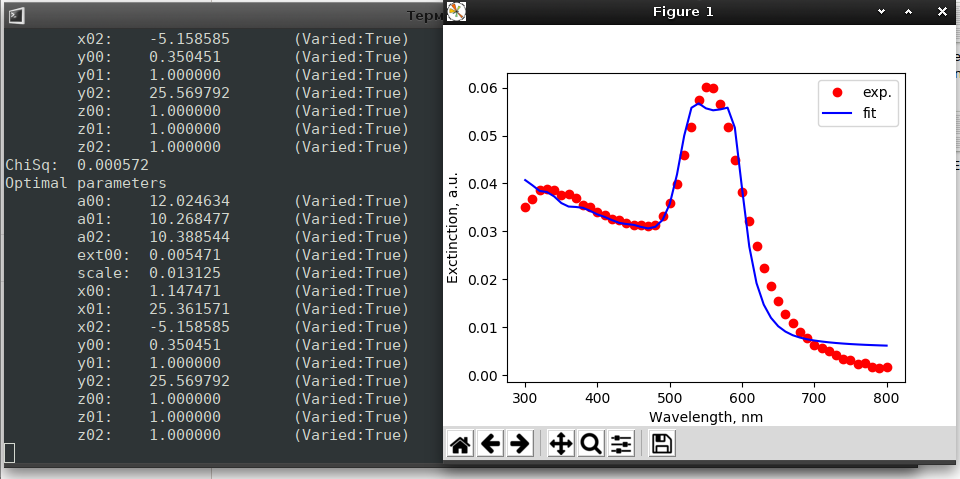 Терм
x02: -5.158585 (Varied:True)
y00: 0.350451 (Varied:True)
y01: 1.000000 (Varied:True)
y02: 25.569792 (Varied:True)
z00: 1.000000 (Varied:True)
z01: 1.000000 (Varied:True)
z02: 1.000000 (Varied:True)
ChiSq: 0.000572
Optimal parameters
a00: 12.024634 (Varied:True)
a01: 10.268477 (Varied:True)
a02: 10.388544 (Varied:True)
ext00: 0.005471 (Varied:True)
scale: 0.013125 (Varied:True)
x00: 1.147471 (Varied:True)
x01: 25.361571 (Varied:True)
x02: -5.158585 (Varied:True)
y00: 0.350451 (Varied:True)
y01: 1.000000 (Varied:True)
y02: 25.569792 (Varied:True)
z00: 1.000000 (Varied:True)
z01: 1.000000 (Varied:True)
z02: 1.000000 (Varied:True)
Figure 1
exp.
fit
0.06
0.05
0.04
0.03
0.02
0.01
0.00
Exctinction, a.u.
300 400 500 600 700 800
Wavelength, nm